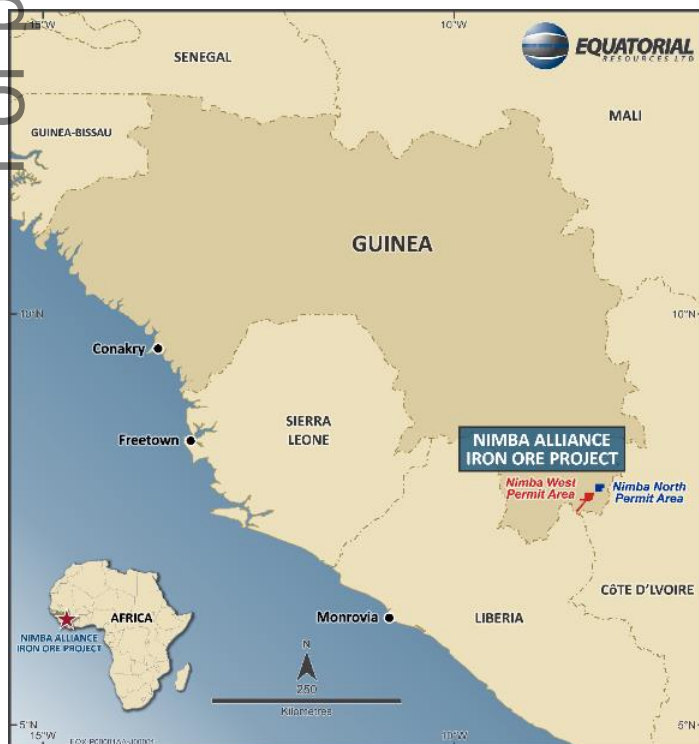 15°W
10°W
EQUATORIAL
RESOURCES LTD
SENEGAL
MALI
GUINEA-BISSAU
GUINEA
10°N
10°N
Conakry
SIERRA
LEONE
Freetown
NIMBA ALLIANCE
IRON ORE PROJECT
Nimba West
Permit Area
Nimba North
Permit Area
CôTE D'LVOIRE
AFRICA
Monrovia
LIBERIA
NIMBA ALLIANCE
IRON ORE PROJECT
N
250
Kilometres
5°N
5°N
15°W
10°W